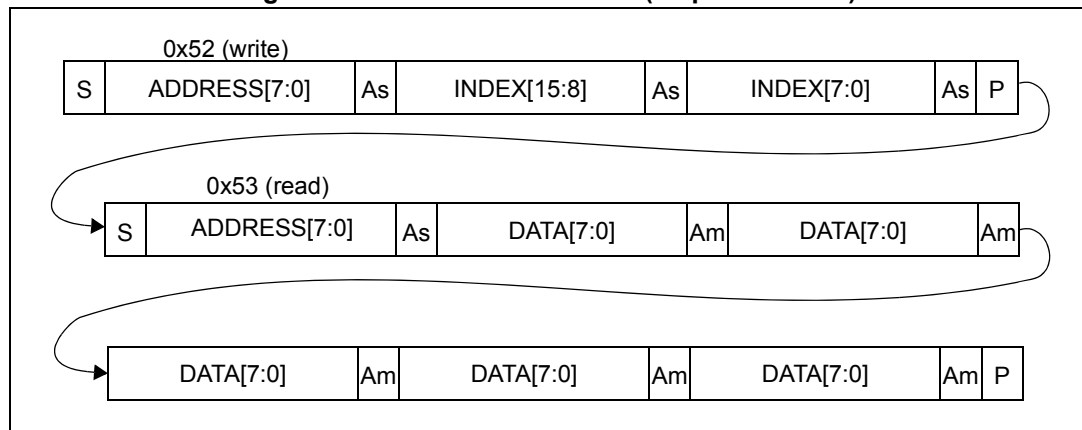 0x52 (write)
S ADDRESS[7:0] As INDEX[15:8] As INDEX[7:0] As P
0x53 (read)
S ADDRESS[7:0] As DATA[7:0] Am DATA[7:0] Am
DATA[7:0] Am DATA[7:0] Am DATA[7:0] Am P